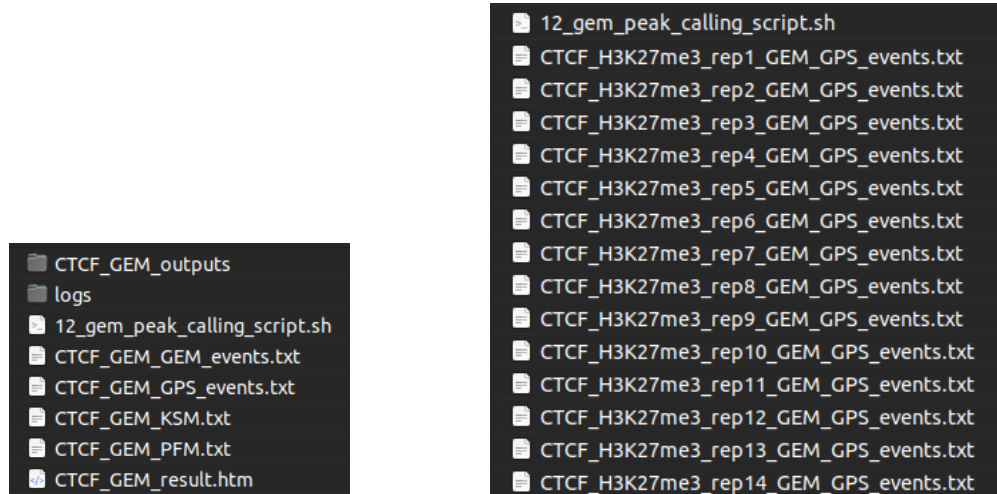 CTCF_GEM_outputs
logs
12_gem_peak_calling_script.sh
CTCF_GEM_GEM_events.txt
CTCF_GEM_GPS_events.txt
CTCF_GEM_KSM.txt
CTCF_GEM_PFM.txt
CTCF_GEM_result.htm
12_gem_peak_calling_script.sh
CTCF_H3K27me3_rep1_GEM_GPS_events.txt
CTCF_H3K27me3_rep2_GEM_GPS_events.txt
CTCF_H3K27me3_rep3_GEM_GPS_events.txt
CTCF_H3K27me3_rep4_GEM_GPS_events.txt
CTCF_H3K27me3_rep5_GEM_GPS_events.txt
CTCF_H3K27me3_rep6_GEM_GPS_events.txt
CTCF_H3K27me3_rep7_GEM_GPS_events.txt
CTCF_H3K27me3_rep8_GEM_GPS_events.txt
CTCF_H3K27me3_rep9_GEM_GPS_events.txt
CTCF_H3K27me3_rep10_GEM_GPS_events.txt
CTCF_H3K27me3_rep11_GEM_GPS_events.txt
CTCF_H3K27me3_rep12_GEM_GPS_events.txt
CTCF_H3K27me3_rep13_GEM_GPS_events.txt
CTCF_H3K27me3_rep14_GEM_GPS_events.txt